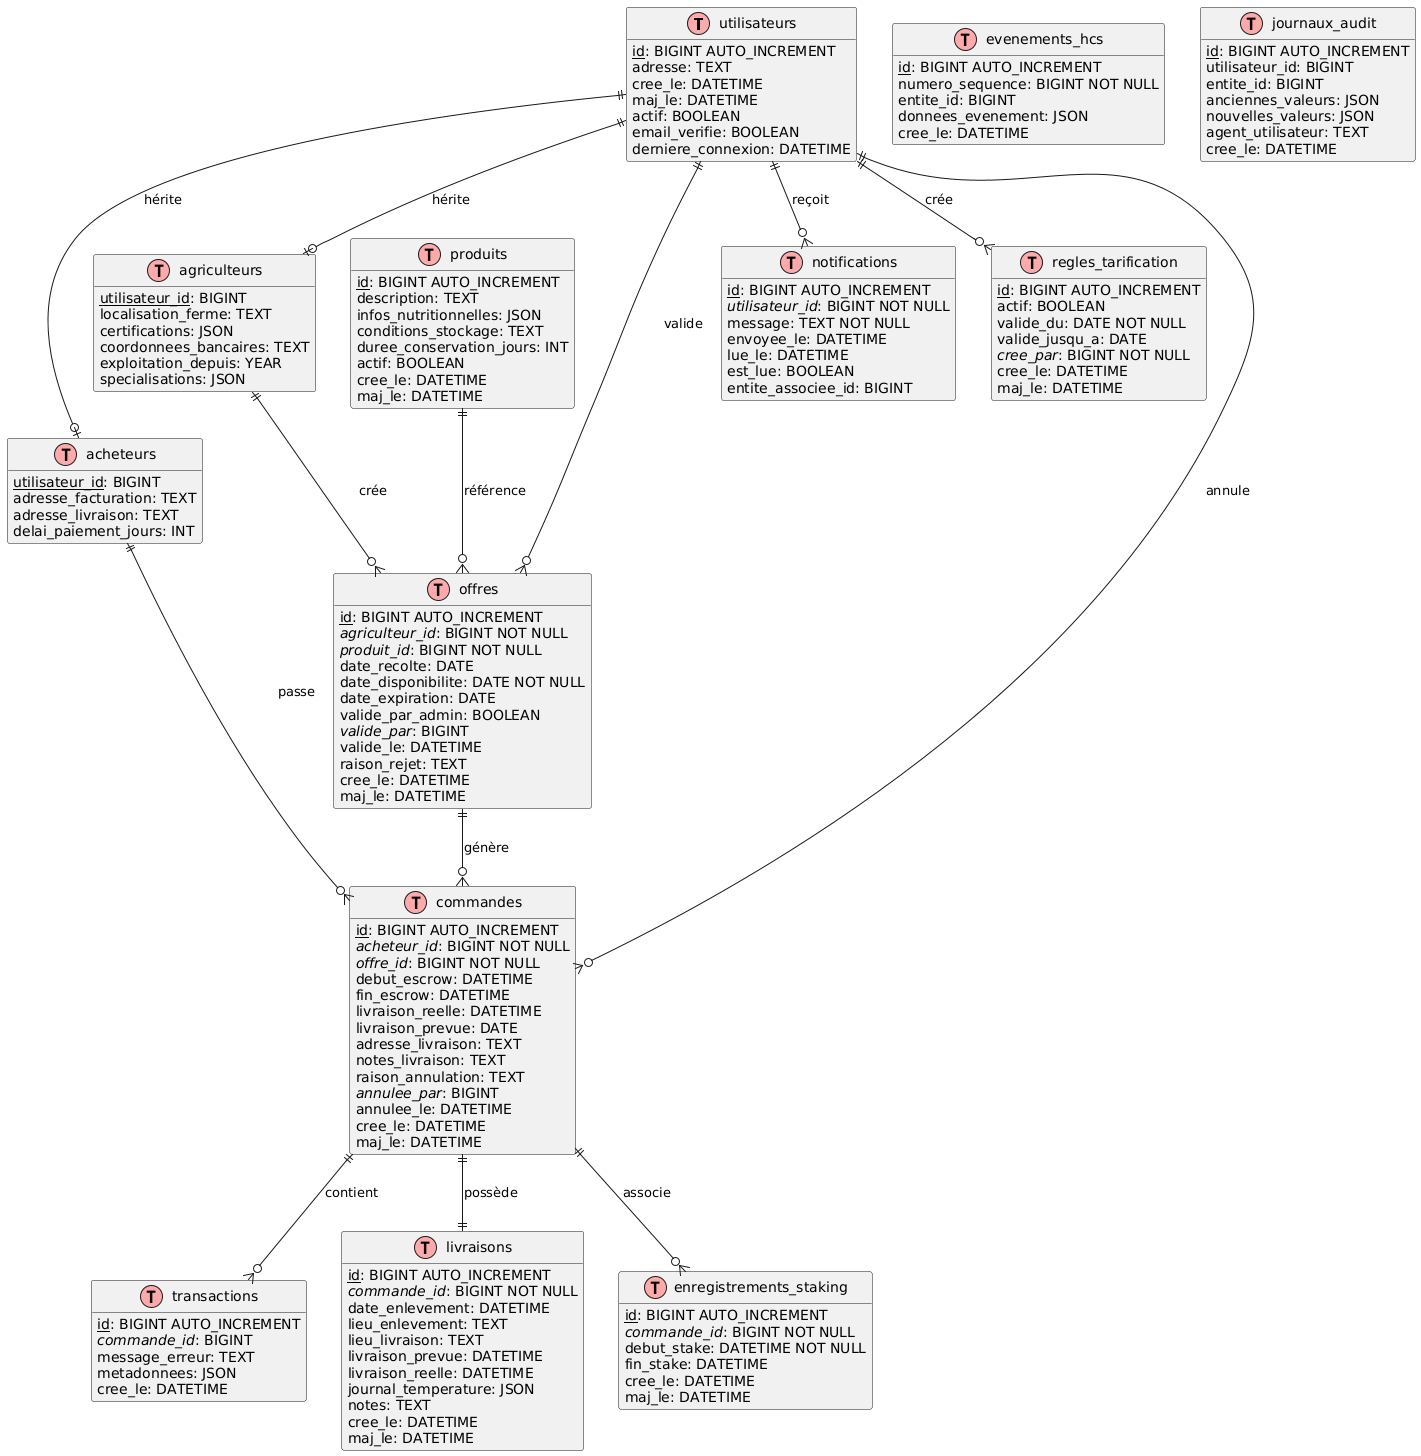 T utilisateurs
id: BIGINT AUTO_INCREMENT
adresse: TEXT
cree_le: DATETIME
maj_le: DATETIME
actif: BOOLEAN
email_verifie: BOOLEAN
derniere_connexion: DATETIME
T evenements_hcs
id: BIGINT AUTO_INCREMENT
numero_sequence: BIGINT NOT NULL
entite_id: BIGINT
donnees_evenement: JSON
cree_le: DATETIME
T journaux_audit
id: BIGINT AUTO_INCREMENT
utilisateur_id: BIGINT
entite_id: BIGINT
anciennes_valeurs: JSON
nouvelles_valeurs: JSON
agent_utilisateur: TEXT
cree_le: DATETIME
hérite
hérite
valide
reçoit
crée
annule
T agriculteurs
utilisateur_id: BIGINT
localisation_ferme: TEXT
certifications: JSON
coordonnees_bancaires: TEXT
exploitation_depuis: YEAR
specialisations: JSON
T produits
id: BIGINT AUTO_INCREMENT
description: TEXT
infos_nutritionnelles: JSON
conditions_stockage: TEXT
duree_conservation_jours: INT
actif: BOOLEAN
cree_le: DATETIME
maj_le: DATETIME
T notifications
id: BIGINT AUTO_INCREMENT
utilisateur_id: BIGINT NOT NULL
message: TEXT NOT NULL
envoyee_le: DATETIME
lue_le: DATETIME
est_lue: BOOLEAN
entite_associee_id: BIGINT
T regles_tarification
id: BIGINT AUTO_INCREMENT
actif: BOOLEAN
valide_du: DATE NOT NULL
valide_jusqu_a: DATE
cree_par: BIGINT NOT NULL
cree_le: DATETIME
maj_le: DATETIME
T acheteurs
utilisateur_id: BIGINT
adresse_facturation: TEXT
adresse_livraison: TEXT
delai_paiement_jours: INT
crée
référence
passe
T offres
id: BIGINT AUTO_INCREMENT
agriculteur_id: BIGINT NOT NULL
produit_id: BIGINT NOT NULL
date_recolte: DATE
date_disponibilite: DATE NOT NULL
date_expiration: DATE
valide_par_admin: BOOLEAN
valide_par: BIGINT
valide_le: DATETIME
raison_rejet: TEXT
cree_le: DATETIME
maj_le: DATETIME
génère
T commandes
id: BIGINT AUTO_INCREMENT
acheteur_id: BIGINT NOT NULL
offre_id: BIGINT NOT NULL
debut_escrow: DATETIME
fin_escrow: DATETIME
livraison_reelle: DATETIME
livraison_prevue: DATE
adresse_livraison: TEXT
notes_livraison: TEXT
raison_annulation: TEXT
annulee_par: BIGINT
annulee_le: DATETIME
cree_le: DATETIME
maj_le: DATETIME
contient
possède
associe
T transactions
id: BIGINT AUTO_INCREMENT
commande_id: BIGINT
message_erreur: TEXT
metadonnees: JSON
cree_le: DATETIME
T livraisons
id: BIGINT AUTO_INCREMENT
commande_id: BIGINT NOT NULL
date_enlevement: DATETIME
lieu_enlevement: TEXT
lieu_livraison: TEXT
livraison_prevue: DATETIME
livraison_reelle: DATETIME
journal_temperature: JSON
notes: TEXT
cree_le: DATETIME
maj_le: DATETIME
T enregistrements_staking
id: BIGINT AUTO_INCREMENT
commande_id: BIGINT NOT NULL
debut_stake: DATETIME NOT NULL
fin_stake: DATETIME
cree_le: DATETIME
maj_le: DATETIME